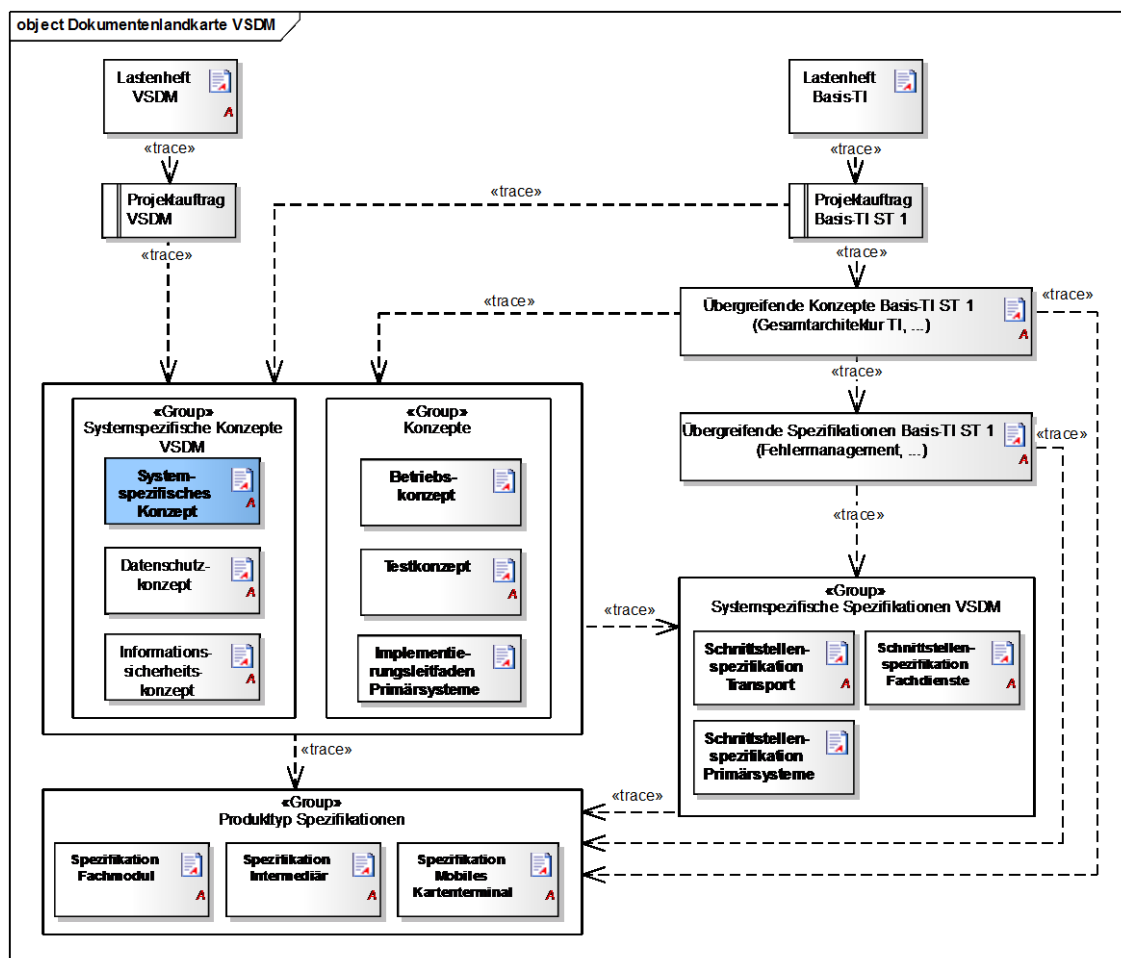 object Dokumentenlandkarte VSDM
Lastenheft
VSDM
A
Lastenheft
Basis-TI
«trace»
«trace»
Projektauftrag
VSDM
«trace»
Projektauftrag
Basis-TI ST 1
«trace»
«trace»
«trace»
Übergreifende Konzepte Basis-TI ST 1
(Gesamtarchitektur TI, ...)
A
«trace»
«trace»
Übergreifende Spezifikationen Basis-TI ST 1
(Fehlermanagement, ...)
A
«trace»
«trace»
«Group»
Systemspezifische Konzepte
VSDM
System-
spezifisches
Konzept
A
Datenschutz-
konzept
A
Informations-
sicherheits-
konzept
A
«Group»
Konzepte
Betriebs-
konzept
Testkonzept
A
Implementie-
rungsleitfaden
Primärsysteme
«trace»
«Group»
Systemspezifische Spezifikationen VSDM
Schnittstellen-
spezifikation
Transport
A
Schnittstellen-
spezifikation
Fachdienste
A
Schnittstellen-
spezifikation
Primärsysteme
«trace»
«trace»
«Group»
Produkttyp Spezifikationen
Spezifikation
Fachmodul
A
Spezifikation
Intermediär
A
Spezifikation
Mobiles
Kartenterminal
A